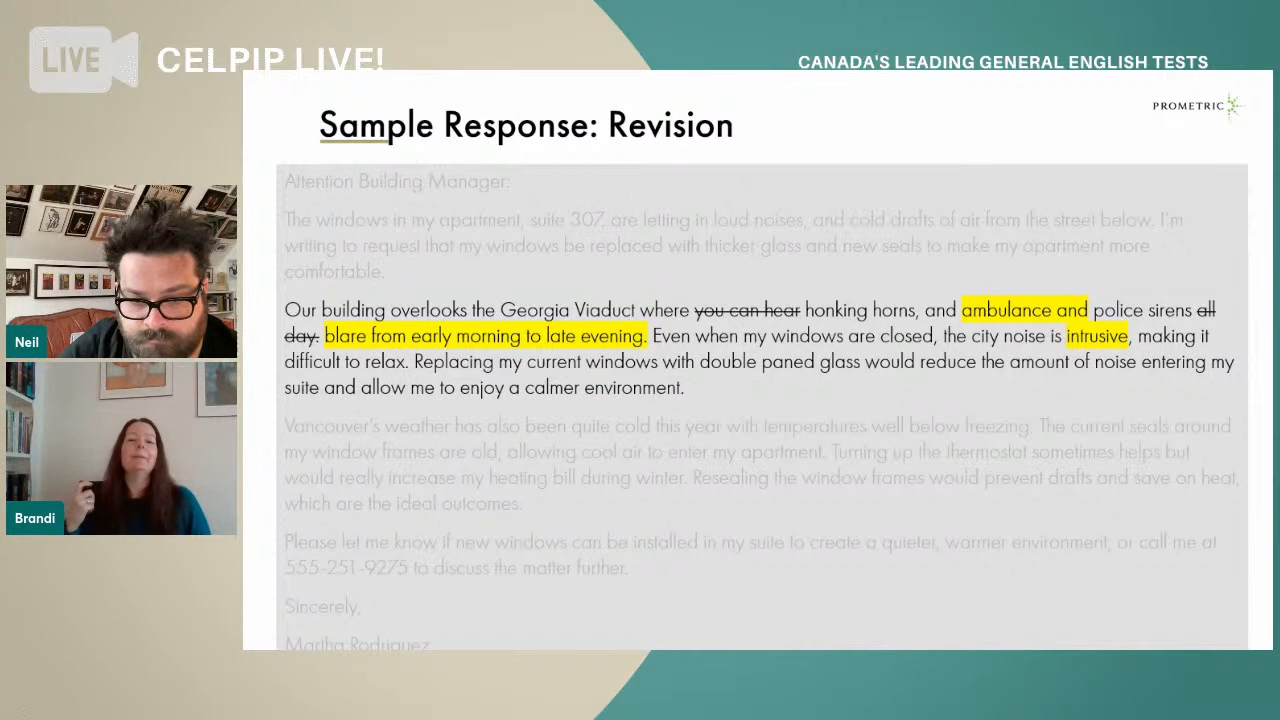 LIVE
CELPIP LIVE!
CANADA'S LEADING GENERAL ENGLISH TESTS
PROMETRIC
Sample Response: Revision
Attention Building Manager:
The windows in my apartment, suite 307, are letting in loud noises, and cold drafts of air from the street below. I'm
writing to request that my windows be replaced with thicker glass and new seals to make my apartment more
comfortable.
Our building overlooks the Georgia Viaduct where you can hear honking horns, and ambulance and police sirens all
day. blare from early morning to late evening. Even when my windows are closed, the city noise is intrusive, making it
difficult to relax. Replacing my current windows with double paned glass would reduce the amount of noise entering my
suite and allow me to enjoy a calmer environment.
Vancouver's weather has also been quite cold this year with temperatures well below freezing. The current seals around
my window frames are old, allowing cool air to enter my apartment. Turning up the thermostat sometimes helps but
would really increase my heating bill during winter. Resealing the window frames would prevent drafts and save on heat,
which are the ideal outcomes.
Please let me know if new windows can be installed in my suite to create a quieter, warmer environment, or call me at
555-251-9275 to discuss the matter further.
Sincerely,
Martha Rodriguez
Neil
Brandi